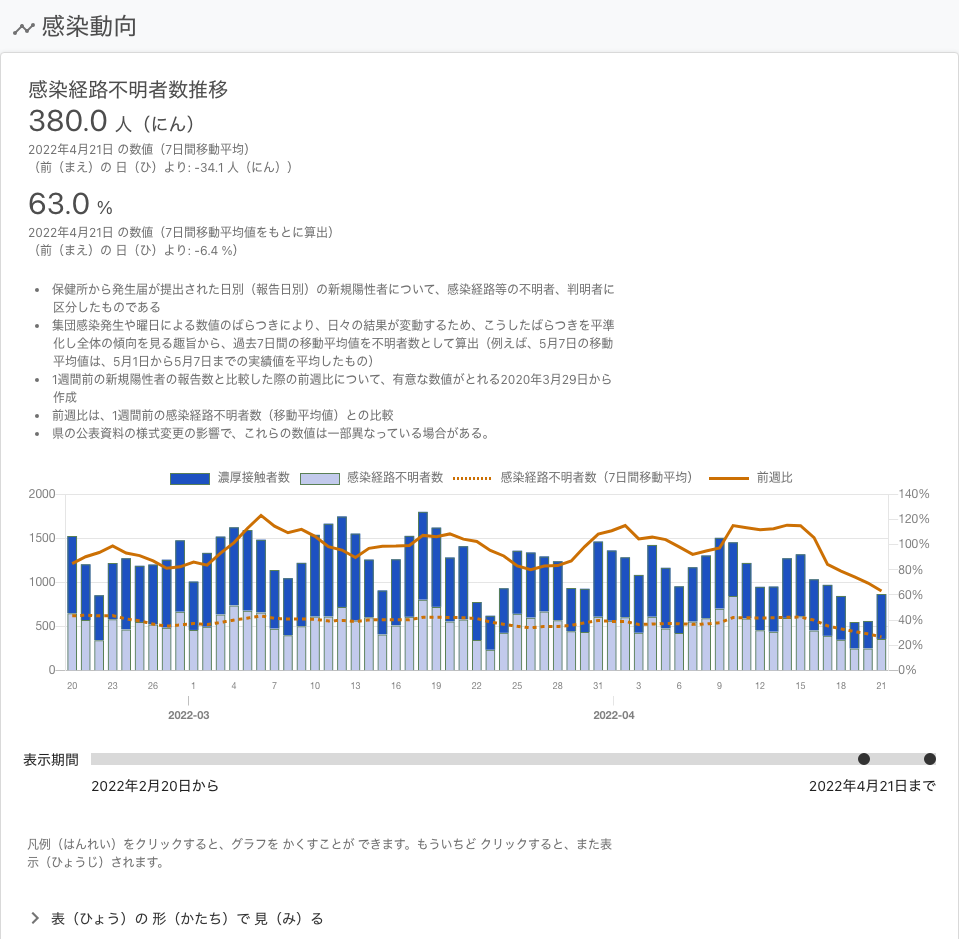 感染動向
感染経路不明者数推移
380.0 人（にん）
2022年4月21日 の数値（7日間移動平均）
（前（まえ）の 日（ひ）より: -34.1 人（にん））
63.0 %
2022年4月21日 の数値（7日間移動平均値をもとに算出）
（前（まえ）の 日（ひ）より: -6.4 %）
• 保健所から発生届が提出された日別（報告日別）の新規陽性者について、感染経路等の不明者、判明者に
区分したものである
• 集団感染発生や曜日による数値のばらつきにより、日々の結果が変動するため、こうしたばらつきを平準
化し全体の傾向を見る趣旨から、過去7日間の移動平均値を不明者数として算出（例えば、5月7日の移動
平均値は、5月1日から5月7日までの実績値を平均したもの）
• 1週間前の新規陽性者の報告数と比較した際の前週比について、有意な数値がとれる2020年3月29日から
作成
• 前週比は、1週間前の感染経路不明者数（移動平均値）との比較
• 県の公表資料の様式変更の影響で、これらの数値は一部異なっている場合がある。
濃厚接触者数 感染経路不明者数 感染経路不明者数（7日間移動平均） 前週比
2000 140%
120%
1500
100%
1000 80%
60%
500 40%
20%
0 0%
20 23 26 1 4 7 10 13 16 19 22 25 28 31 3 6 9 12 15 18 21
2022-03 2022-04
表示期間
2022年2月20日から 2022年4月21日まで
凡例（はんれい）をクリックすると、グラフを かくすことが できます。もういちど クリックすると、また表
示（ひょうじ）されます。
表（ひょう）の 形（かたち）で 見（み）る